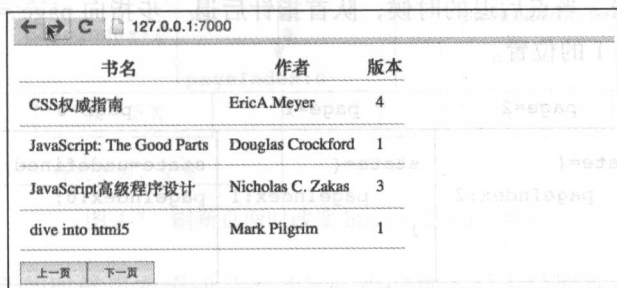 127.0.0.1:7000
书名 作者 版本
CSS权威指南 EricA.Meyer 4
JavaScript: The Good Parts Douglas Crockford 1
JavaScript高级程序设计 Nicholas C. Zakas 3
dive into html5 Mark Pilgrim 1
上一页 下一页